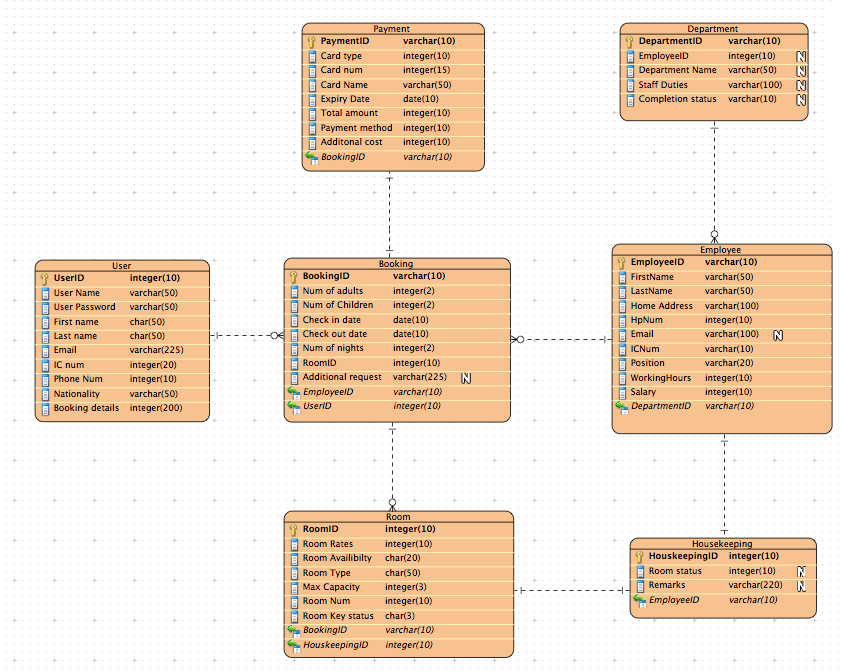 Payment
PaymentID varchar(10)
Card type integer(10)
Card num integer(15)
Card Name varchar(50)
Expiry Date date(10)
Total amount integer(10)
Payment method integer(10)
Additonal cost integer(10)
BookingID varchar(10)
Department
DepartmentID varchar(10)
EmployeeID integer(10) N
Department Name varchar(50) N
Staff Duties varchar(100) N
Completion status varchar(10) N
User
UserID integer(10)
User Name varchar(50)
User Password varchar(50)
First name char(50)
Last name char(50)
Email varchar(225)
IC num integer(20)
Phone Num integer(10)
Nationality varchar(50)
Booking details integer(200)
Booking
BookingID varchar(10)
Num of adults integer(2)
Num of Children integer(2)
Check in date date(10)
Check out date date(10)
Num of nights integer(2)
RoomID integer(10)
Additional request varchar(225) N
EmployeeID varchar(10)
UserID integer(10)
Employee
EmployeeID varchar(10)
FirstName varchar(50)
LastName varchar(50)
Home Address varchar(100)
HpNum integer(10)
Email varchar(100) N
ICNum varchar(10)
Position varchar(20)
WorkingHours integer(10)
Salary integer(10)
DepartmentID varchar(10)
Room
RoomID integer(10)
Room Rates integer(10)
Room Availibilty char(20)
Room Type char(50)
Max Capacity integer(3)
Room Num integer(10)
Room Key status char(3)
BookingID varchar(10)
HouskepingID integer(10)
Housekeeping
HouskepingID integer(10)
Room status integer(10) N
Remarks varchar(220) N
EmployeeID varchar(10)